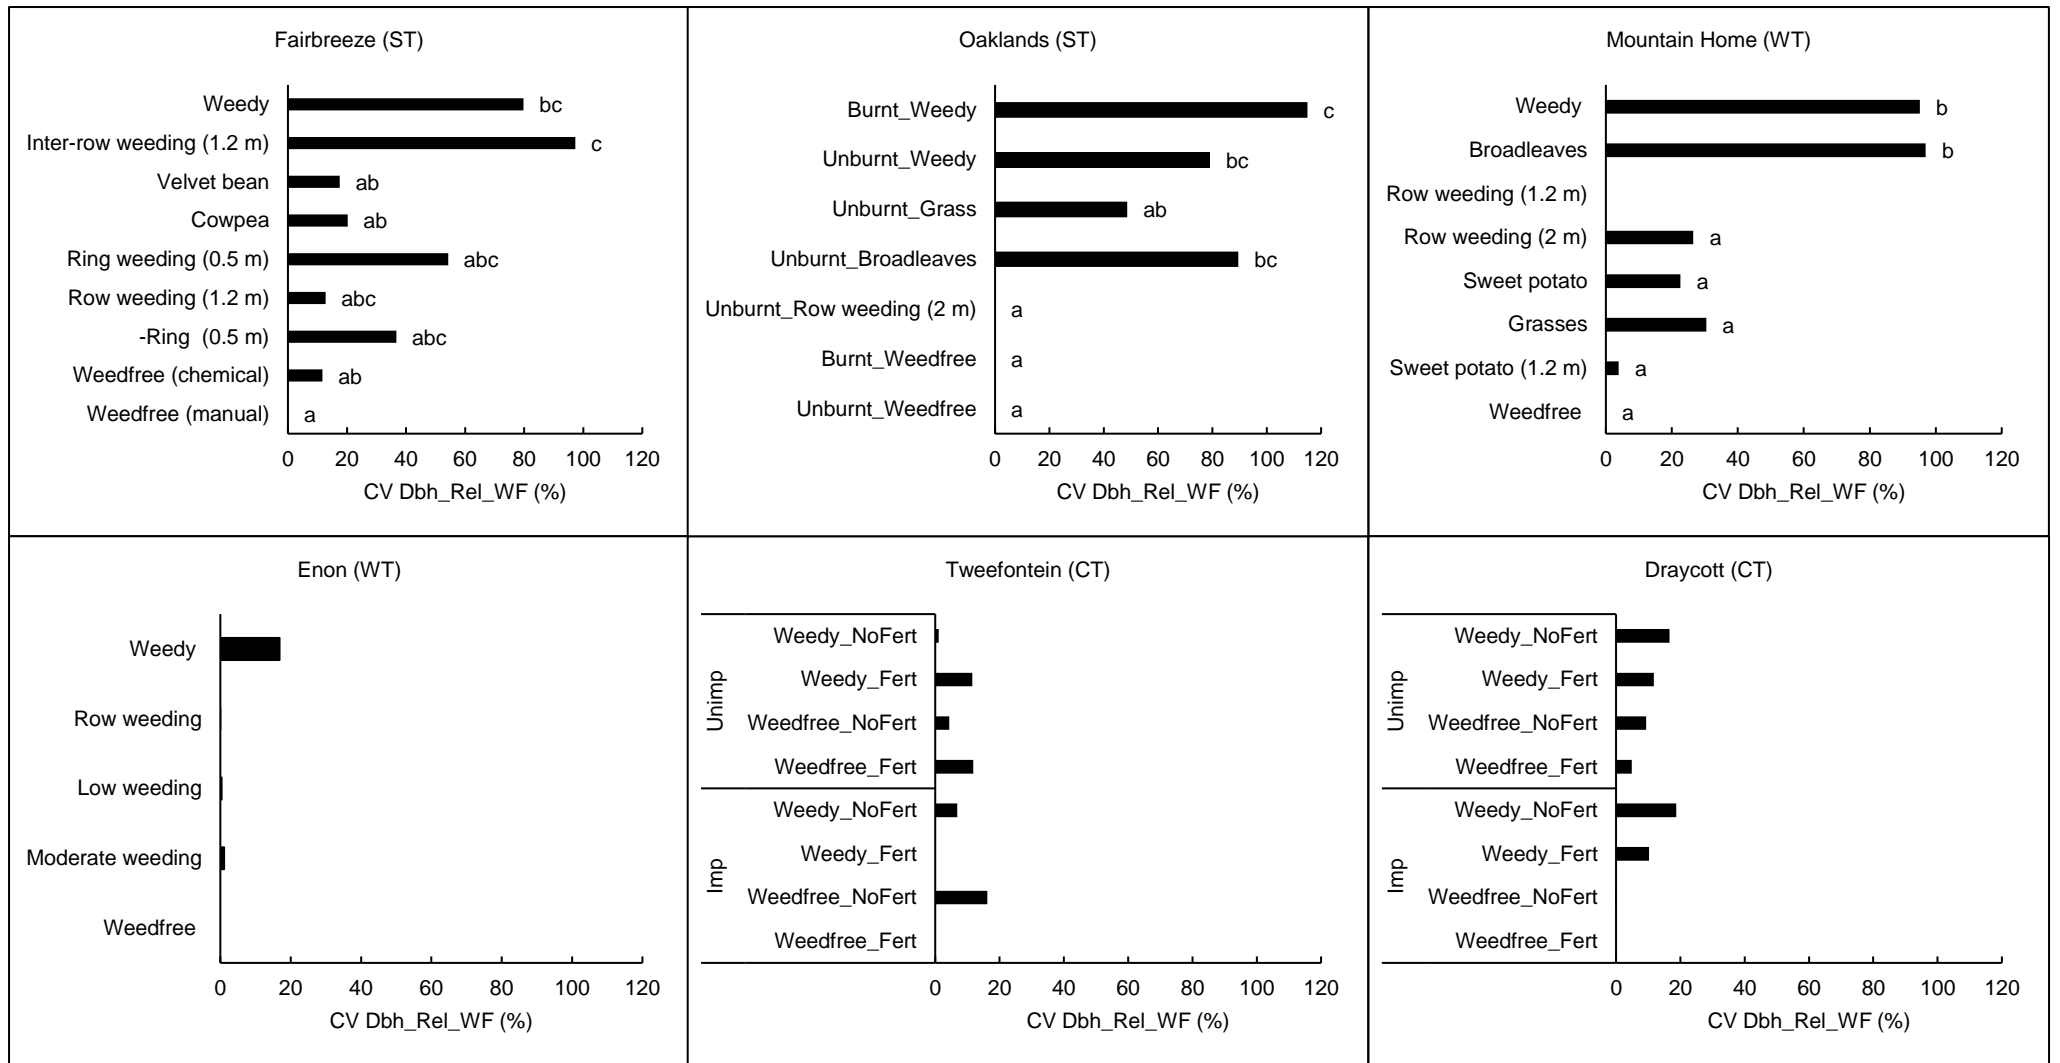 Fairbreeze (ST)
Weedy bc
Inter-row weeding (1.2 m) c
Velvet bean ab
Cowpea ab
Ring weeding (0.5 m) abc
Row weeding (1.2 m) abc
-Ring (0.5 m) abc
Weedfree (chemical) ab
Weedfree (manual) a
0 20 40 60 80 100 120
CV Dbh_Rel_WF (%)
Oaklands (ST)
Burnt_Weedy c
Unburnt_Weedy bc
Unburnt_Grass ab
Unburnt_Broadleaves bc
Unburnt_Row weeding (2 m) a
Burnt_Weedfree a
Unburnt_Weedfree a
0 20 40 60 80 100 120
CV Dbh_Rel_WF (%)
Mountain Home (WT)
Weedy b
Broadleaves b
Row weeding (1.2 m)
Row weeding (2 m) a
Sweet potato a
Grasses a
Sweet potato (1.2 m) a
Weedfree a
0 20 40 60 80 100 120
CV Dbh_Rel_WF (%)
Enon (WT)
Weedy
Row weeding
Low weeding
Moderate weeding
Weedfree
0 20 40 60 80 100 120
CV Dbh_Rel_WF (%)
Tweefontein (CT)
Unimp
Weedy_NoFert
Weedy_Fert
Weedfree_NoFert
Weedfree_Fert
Imp
Weedy_NoFert
Weedy_Fert
Weedfree_NoFert
Weedfree_Fert
0 20 40 60 80 100 120
CV Dbh_Rel_WF (%)
Draycott (CT)
Unimp
Weedy_NoFert
Weedy_Fert
Weedfree_NoFert
Weedfree_Fert
Imp
Weedy_NoFert
Weedy_Fert
Weedfree_NoFert
Weedfree_Fert
0 20 40 60 80 100 120
CV Dbh_Rel_WF (%)